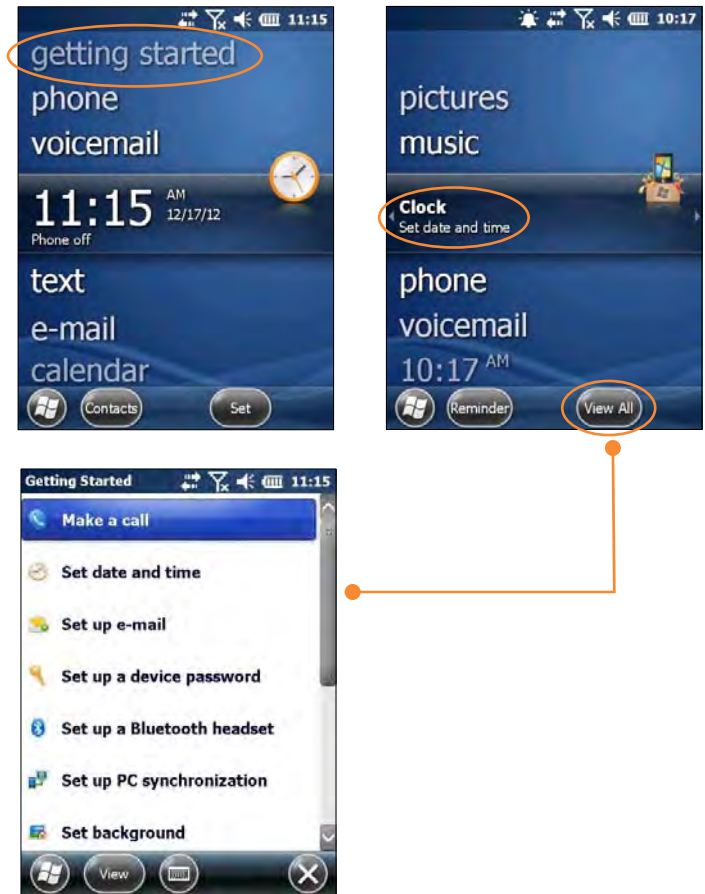 11:15
getting started
phone
voicemail
11:15 AM
12/17/12
Phone off
text
e-mail
calendar
Contacts
Set
10:17
pictures
music
Clock
Set date and time
phone
voicemail
10:17 AM
Reminder
View All
Getting Started 11:15
Make a call
Set date and time
Set up e-mail
Set up a device password
Set up a Bluetooth headset
Set up PC synchronization
Set background
View